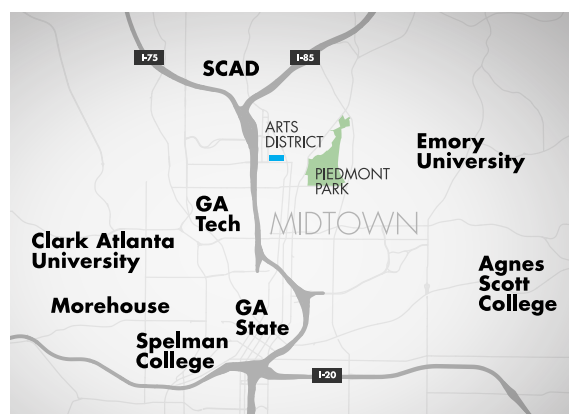 I-75
I-85
SCAD
ARTS
DISTRICT
Emory
University
PIEDMONT
PARK
GA
Tech
MIDTOWN
Clark Atlanta
University
Agnes
Scott
College
Morehouse
GA
State
Spelman
College
I-20